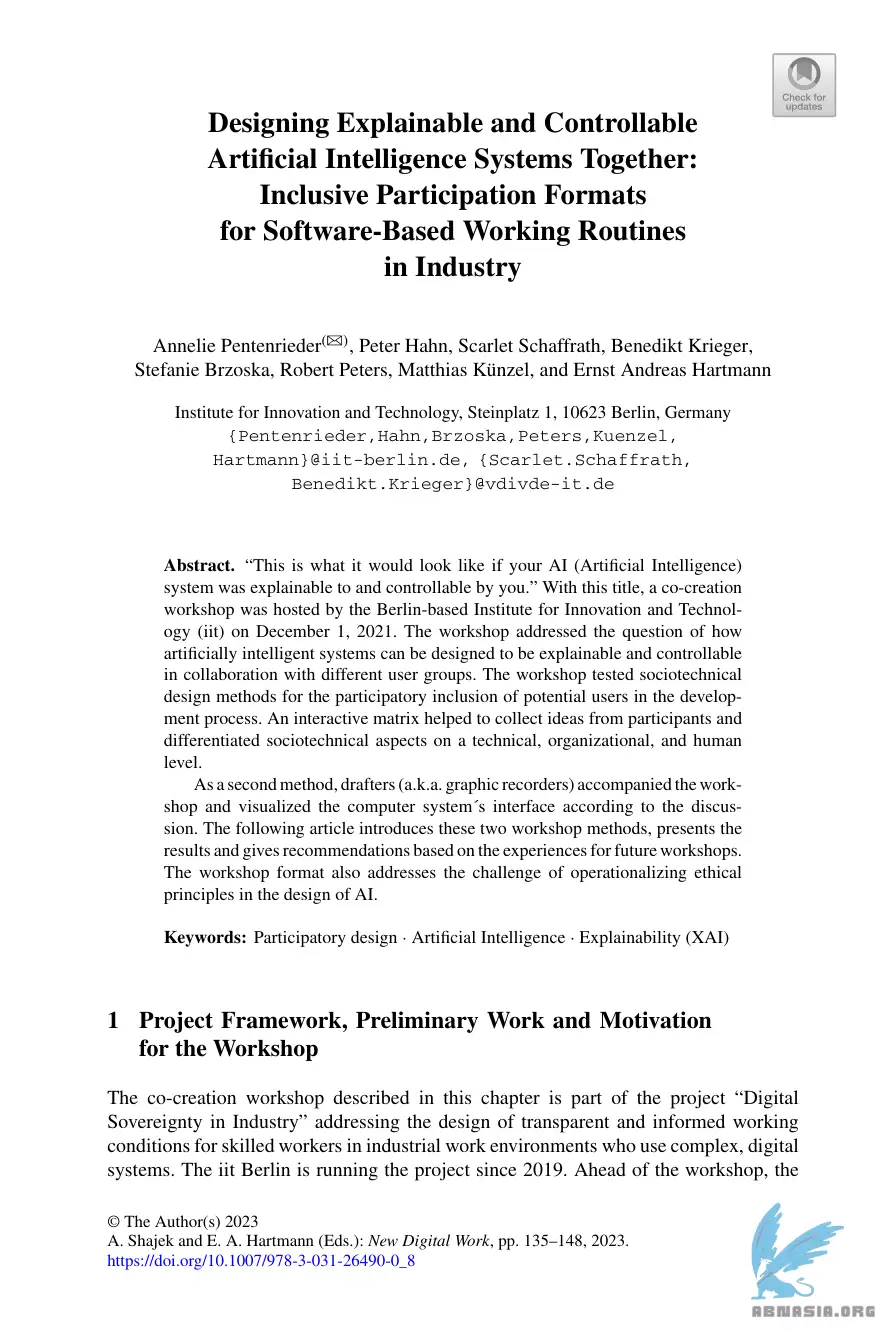 Check for
updates
Designing Explainable and Controllable
Artificial Intelligence Systems Together:
Inclusive Participation Formats
for Software-Based Working Routines
in Industry
Annelie Pentenrieder(✉), Peter Hahn, Scarlet Schaffrath, Benedikt Krieger,
Stefanie Brzoska, Robert Peters, Matthias Künzel, and Ernst Andreas Hartmann
Institute for Innovation and Technology, Steinplatz 1, 10623 Berlin, Germany
{Pentenrieder,Hahn,Brzoska,Peters,Kuenzel,
Hartmann}@iit-berlin.de, {Scarlet.Schaffrath,
Benedikt.Krieger}@vdivde-it.de
Abstract. “This is what it would look like if your AI (Artificial Intelligence)
system was explainable to and controllable by you.” With this title, a co-creation
workshop was hosted by the Berlin-based Institute for Innovation and Technol-
ogy (iit) on December 1, 2021. The workshop addressed the question of how
artificially intelligent systems can be designed to be explainable and controllable
in collaboration with different user groups. The workshop tested sociotechnical
design methods for the participatory inclusion of potential users in the develop-
ment process. An interactive matrix helped to collect ideas from participants and
differentiated sociotechnical aspects on a technical, organizational, and human
level.
As a second method, drafters (a.k.a. graphic recorders) accompanied the work-
shop and visualized the computer system´s interface according to the discus-
sion. The following article introduces these two workshop methods, presents the
results and gives recommendations based on the experiences for future workshops.
The workshop format also addresses the challenge of operationalizing ethical
principles in the design of AI.
Keywords: Participatory design · Artificial Intelligence · Explainability (XAI)
1 Project Framework, Preliminary Work and Motivation
for the Workshop
The co-creation workshop described in this chapter is part of the project “Digital
Sovereignty in Industry” addressing the design of transparent and informed working
conditions for skilled workers in industrial work environments who use complex, digital
systems. The iit Berlin is running the project since 2019. Ahead of the workshop, the
© The Author(s) 2023
A. Shajek and E. A. Hartmann (Eds.): New Digital Work, pp. 135–148, 2023.
https://doi.org/10.1007/978-3-031-26490-0_8
ABNASIA.ORG